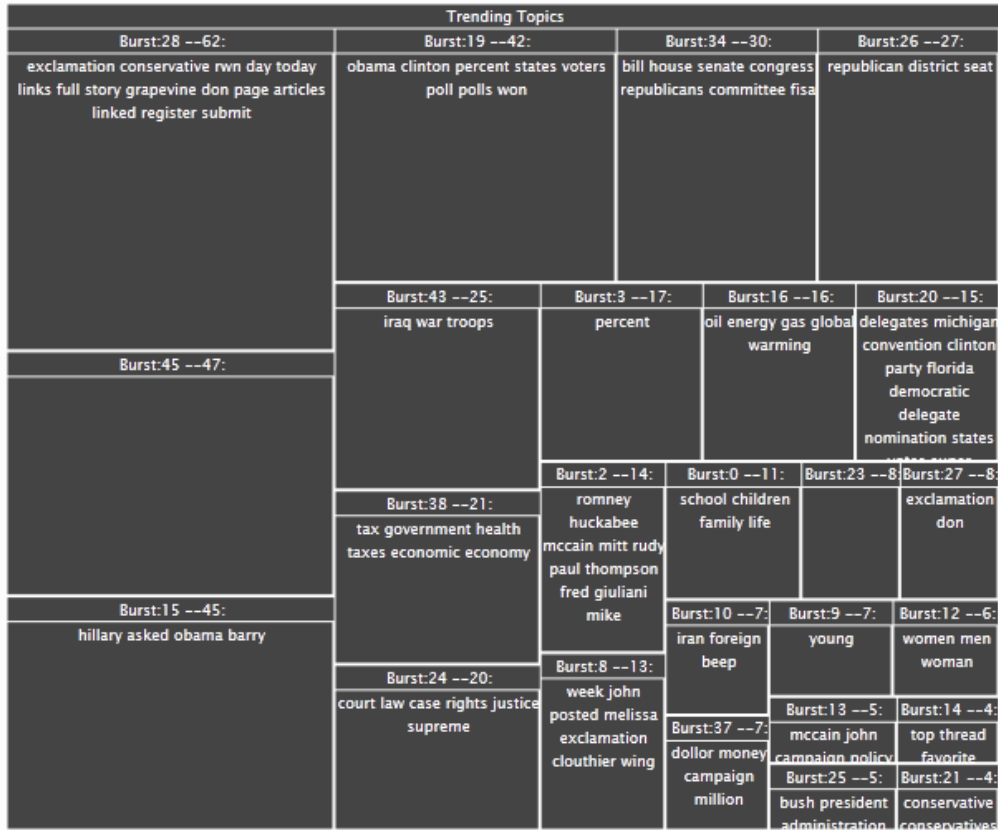 Trending Topics
Burst:28 --62:
exclamation conservative rwn day today
links full story grapevine don page articles
linked register submit
Burst:45 --47:
Burst:15 --45:
hillary asked obama barry
Burst:19 --42:
obama clinton percent states voters
poll polls won
Burst:34 --30:
bill house senate congress
republicans committee fisa
Burst:26 --27:
republican district seat
Burst:43 --25:
iraq war troops
Burst:38 --21:
tax government health
taxes economic economy
Burst:24 --20:
court law case rights justice
supreme
Burst:3 --17:
percent
Burst:16 --16:
oil energy gas global
warming
Burst:20 --15:
delegates michigan
convention clinton
party florida
democratic
delegate
nomination states
Burst:2 --14:
romney
huckabee
mccain mitt rudy
paul thompson
fred giuliani
mike
Burst:8 --13:
week john
posted melissa
exclamation
clouthier wing
Burst:0 --11:
school children
family life
Burst:23 --8:
Burst:27 --8:
exclamation
don
Burst:10 --7:
iran foreign
beep
Burst:37 --7:
dollor money
campaign
million
Burst:9 --7:
young
Burst:12 --6:
women men
woman
Burst:13 --5:
mccain john
campaign policy
Burst:14 --4:
top thread
favorite
Burst:25 --5:
bush president
administration
Burst:21 --4:
conservative
conservatives